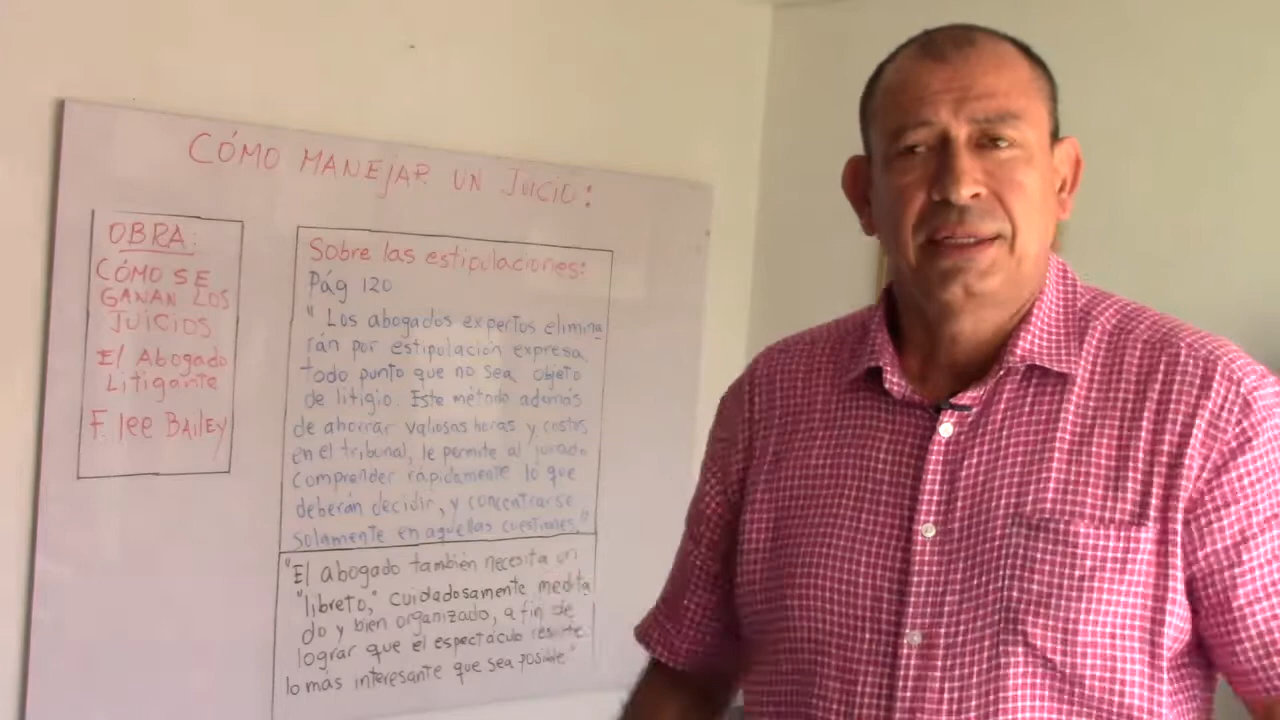 CÓMO MANEJAR UN JUICIO:
OBRA:
CÓMO SE
GANAN LOS
JUICIOS
El Abogado
Litigante
F. lee BAILEY
Sobre las estipulaciones:
Pág 120
" Los abogados expertos elimina
rán por estipulación expresa
todo punto que no sea objeto
de litigio. Este método además
de ahorrar valiosas horas y costos
en el tribunal, le permite al jurado
comprender rápidamente lo que
deberán decidir, y concentrarse
solamente en aquellas cuestiones."
"El abogado también necesita un
"libreto," cuidadosamente medita
do y bien organizado, a fin de
lograr que el espectáculo resulte
lo más interesante que sea posible"